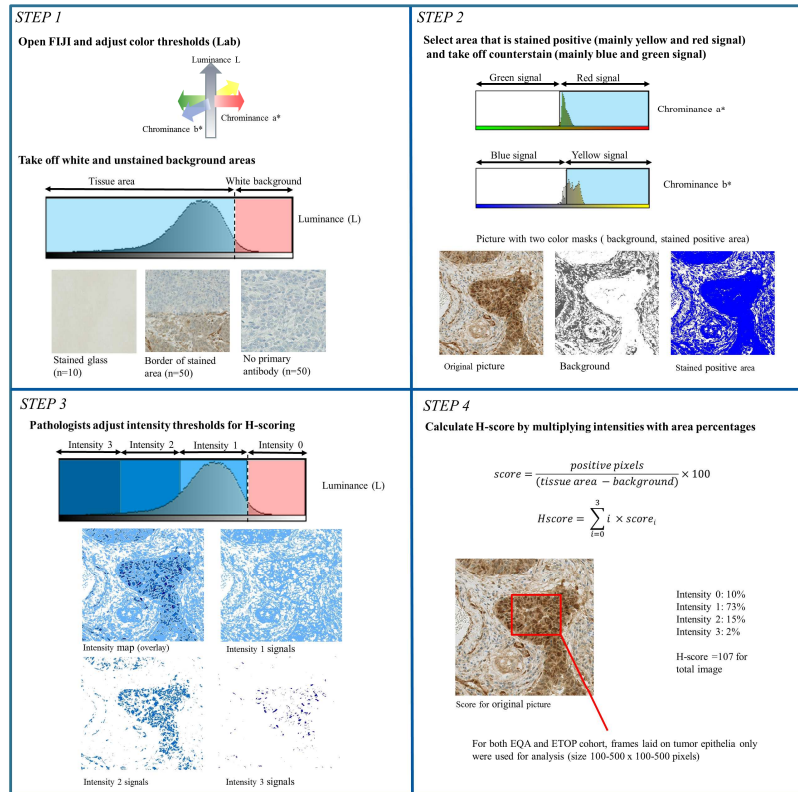 STEP 1
Open FIJI and adjust color thresholds (Lab)
Luminance L
Chrominance b*
Chrominance a*
Take off white and unstained background areas
Tissue area
White background
Luminance (L)
Stained glass
(n=10)
Border of stained
area (n=50)
No primary
antibody (n=50)
STEP 2
Select area that is stained positive (mainly yellow and red signal)
and take off counterstain (mainly blue and green signal)
Green signal
Red signal
Chrominance a*
Blue signal
Yellow signal
Chrominance b*
Picture with two color masks ( background, stained positive area)
Original picture
Background
Stained positive area
STEP 3
Pathologists adjust intensity thresholds for H-scoring
Intensity 3
Intensity 2
Intensity 1
Intensity 0
Luminance (L)
Intensity map (overlay)
Intensity 1 signals
Intensity 2 signals
Intensity 3 signals
STEP 4
Calculate H-score by multiplying intensities with area percentages
score = positive pixels / (tissue area − background) × 100
Hscore = ∑_{i=0}^{3} i × score_i
Intensity 0: 10%
Intensity 1: 73%
Intensity 2: 15%
Intensity 3: 2%
H-score =107 for
total image
Score for original picture
For both EQA and ETOP cohort, frames laid on tumor epithelia only
were used for analysis (size 100-500 x 100-500 pixels)